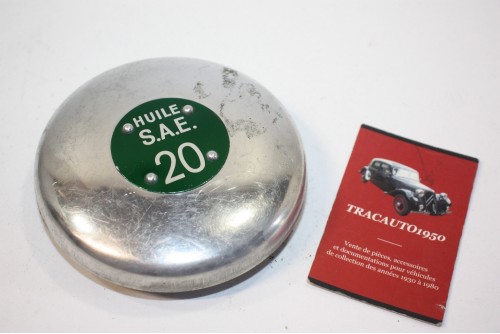 HUILE
S.A.E.
20
TRACAUTO1950
Vente de pièces, accessoires
et documentations pour véhicules
de collection des années 1930 à 1980